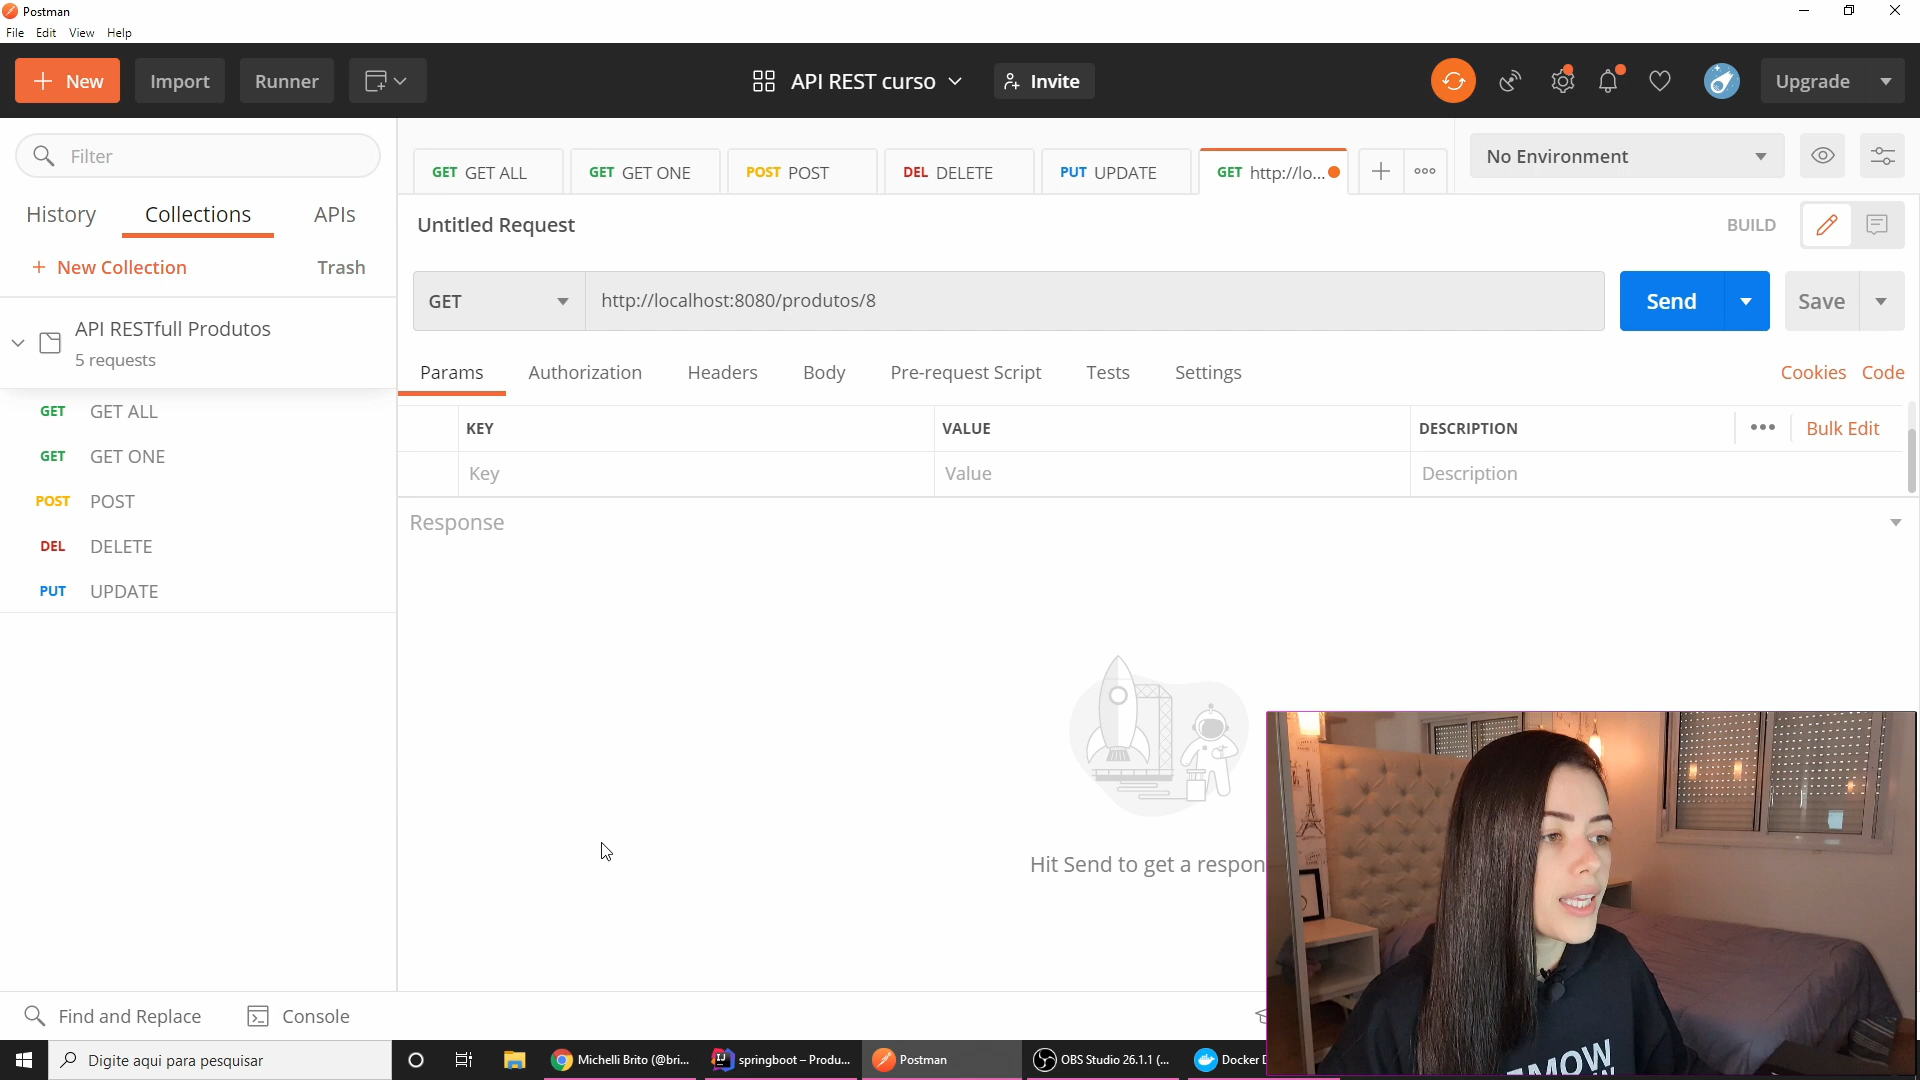 Postman
File Edit View Help
New Import Runner API REST curso Invite Upgrade
Filter
GET GET ALL GET GET ONE POST POST DEL DELETE PUT UPDATE GET http://lo... ooo No Environment
History Collections APIs
Untitled Request BUILD
+ New Collection Trash
GET http://localhost:8080/produtos/8 Send Save
API RESTfull Produtos
5 requests
Params Authorization Headers Body Pre-request Script Tests Settings Cookies Code
GET GET ALL
GET GET ONE
POST POST
DEL DELETE
PUT UPDATE
KEY VALUE DESCRIPTION ••• Bulk Edit
Key Value Description
Response
Hit Send to get a respon
Find and Replace Console
Digite aqui para pesquisar Michelli Brito (@bri... springboot – Produ... Postman OBS Studio 26.1.1 (... Docker